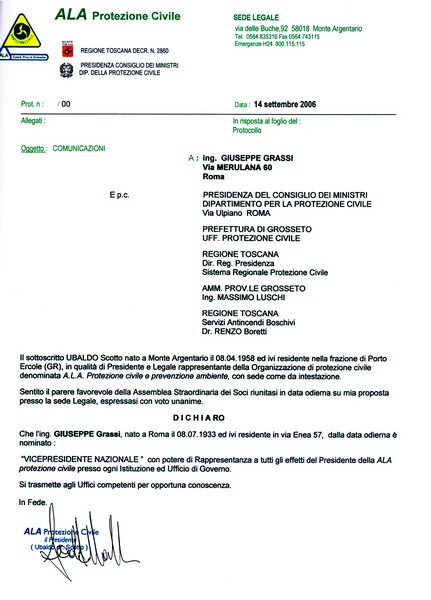 ALA Protezione Civile
SEDE LEGALE
via delle Buche,92 58018 Monte Argentario
Tel. 0564 835316 Fax 0564 743115
Emergenze H24 800.115.115
ALA
REGIONE TOSCANA DECR. N. 2860
PRESIDENZA CONSIGLIO DEI MINISTRI
DIP. DELLA PROTEZIONE CIVILE
Prot. n : / 00
Data : 14 settembre 2006
Allegati :
In risposta al foglio del :
Protocollo
Oggetto : COMUNICAZIONI
A : ing. GIUSEPPE GRASSI
Via MERULANA 60
Roma
E p.c.
PRESIDENZA DEL CONSIGLIO DEI MINISTRI
DIPARTIMENTO PER LA PROTEZIONE CIVILE
Via Ulpiano ROMA
PREFETTURA DI GROSSETO
UFF. PROTEZIONE CIVILE
REGIONE TOSCANA
Dir. Reg. Presidenza
Sistema Regionale Protezione Civile
AMM. PROV.LE GROSSETO
Ing. MASSIMO LUSCHI
REGIONE TOSCANA
Servizi Antincendi Boschivi
Dr. RENZO Boretti
Il sottoscritto UBALDO Scotto nato a Monte Argentario il 08.04.1958 ed ivi residente nella frazione di Porto
Ercole (GR), in qualità di Presidente e Legale rappresentante della Organizzazione di protezione civile
denominata A.L.A. Protezione civile e prevenzione ambiente, con sede come da intestazione.
Sentito il parere favorevole della Assemblea Straordinaria dei Soci riunitasi in data odierna su mia proposta
presso la sede Legale, espressasi con voto unanime.
D I C H I A R O
Che l'ing. GIUSEPPE Grassi, nato a Roma il 08.07.1933 ed ivi residente in via Enea 57, dalla data odierna è
nominato :
"VICEPRESIDENTE NAZIONALE " con potere di Rappresentanza a tutti gli effetti del Presidente della ALA
protezione civile presso ogni Istituzione ed Ufficio di Governo.
Si trasmette agli Uffici competenti per opportuna conoscenza.
In Fede.
ALA Protezione Civile
il Presidente
( Ubaldo Scotto )